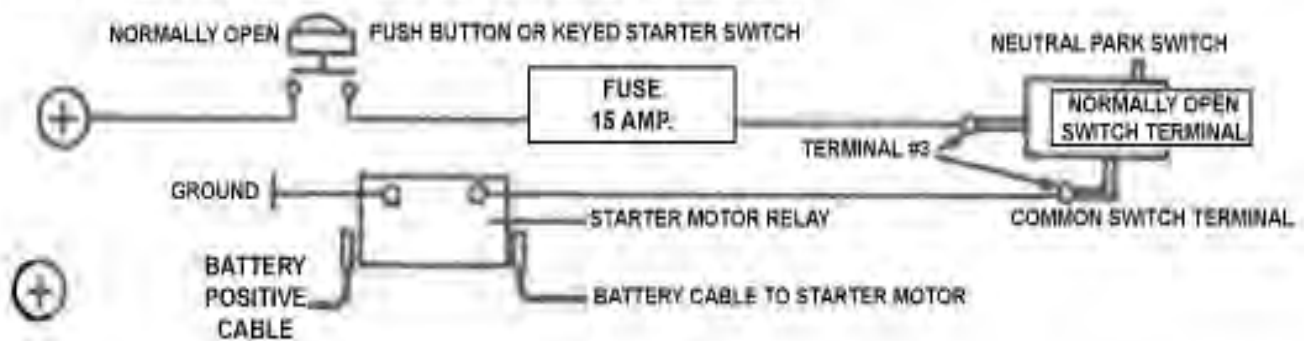 NORMALLY OPEN
FUSH BUTTON OR KEYED STARTER SWITCH
NEUTRAL PARK SWITCH
FUSE
15 AMP.
NORMALLY OPEN
SWITCH TERMINAL
TERMINAL #3
GROUND
STARTER MOTOR RELAY
COMMON SWITCH TERMINAL
BATTERY
POSITIVE
CABLE
BATTERY CABLE TO STARTER MOTOR